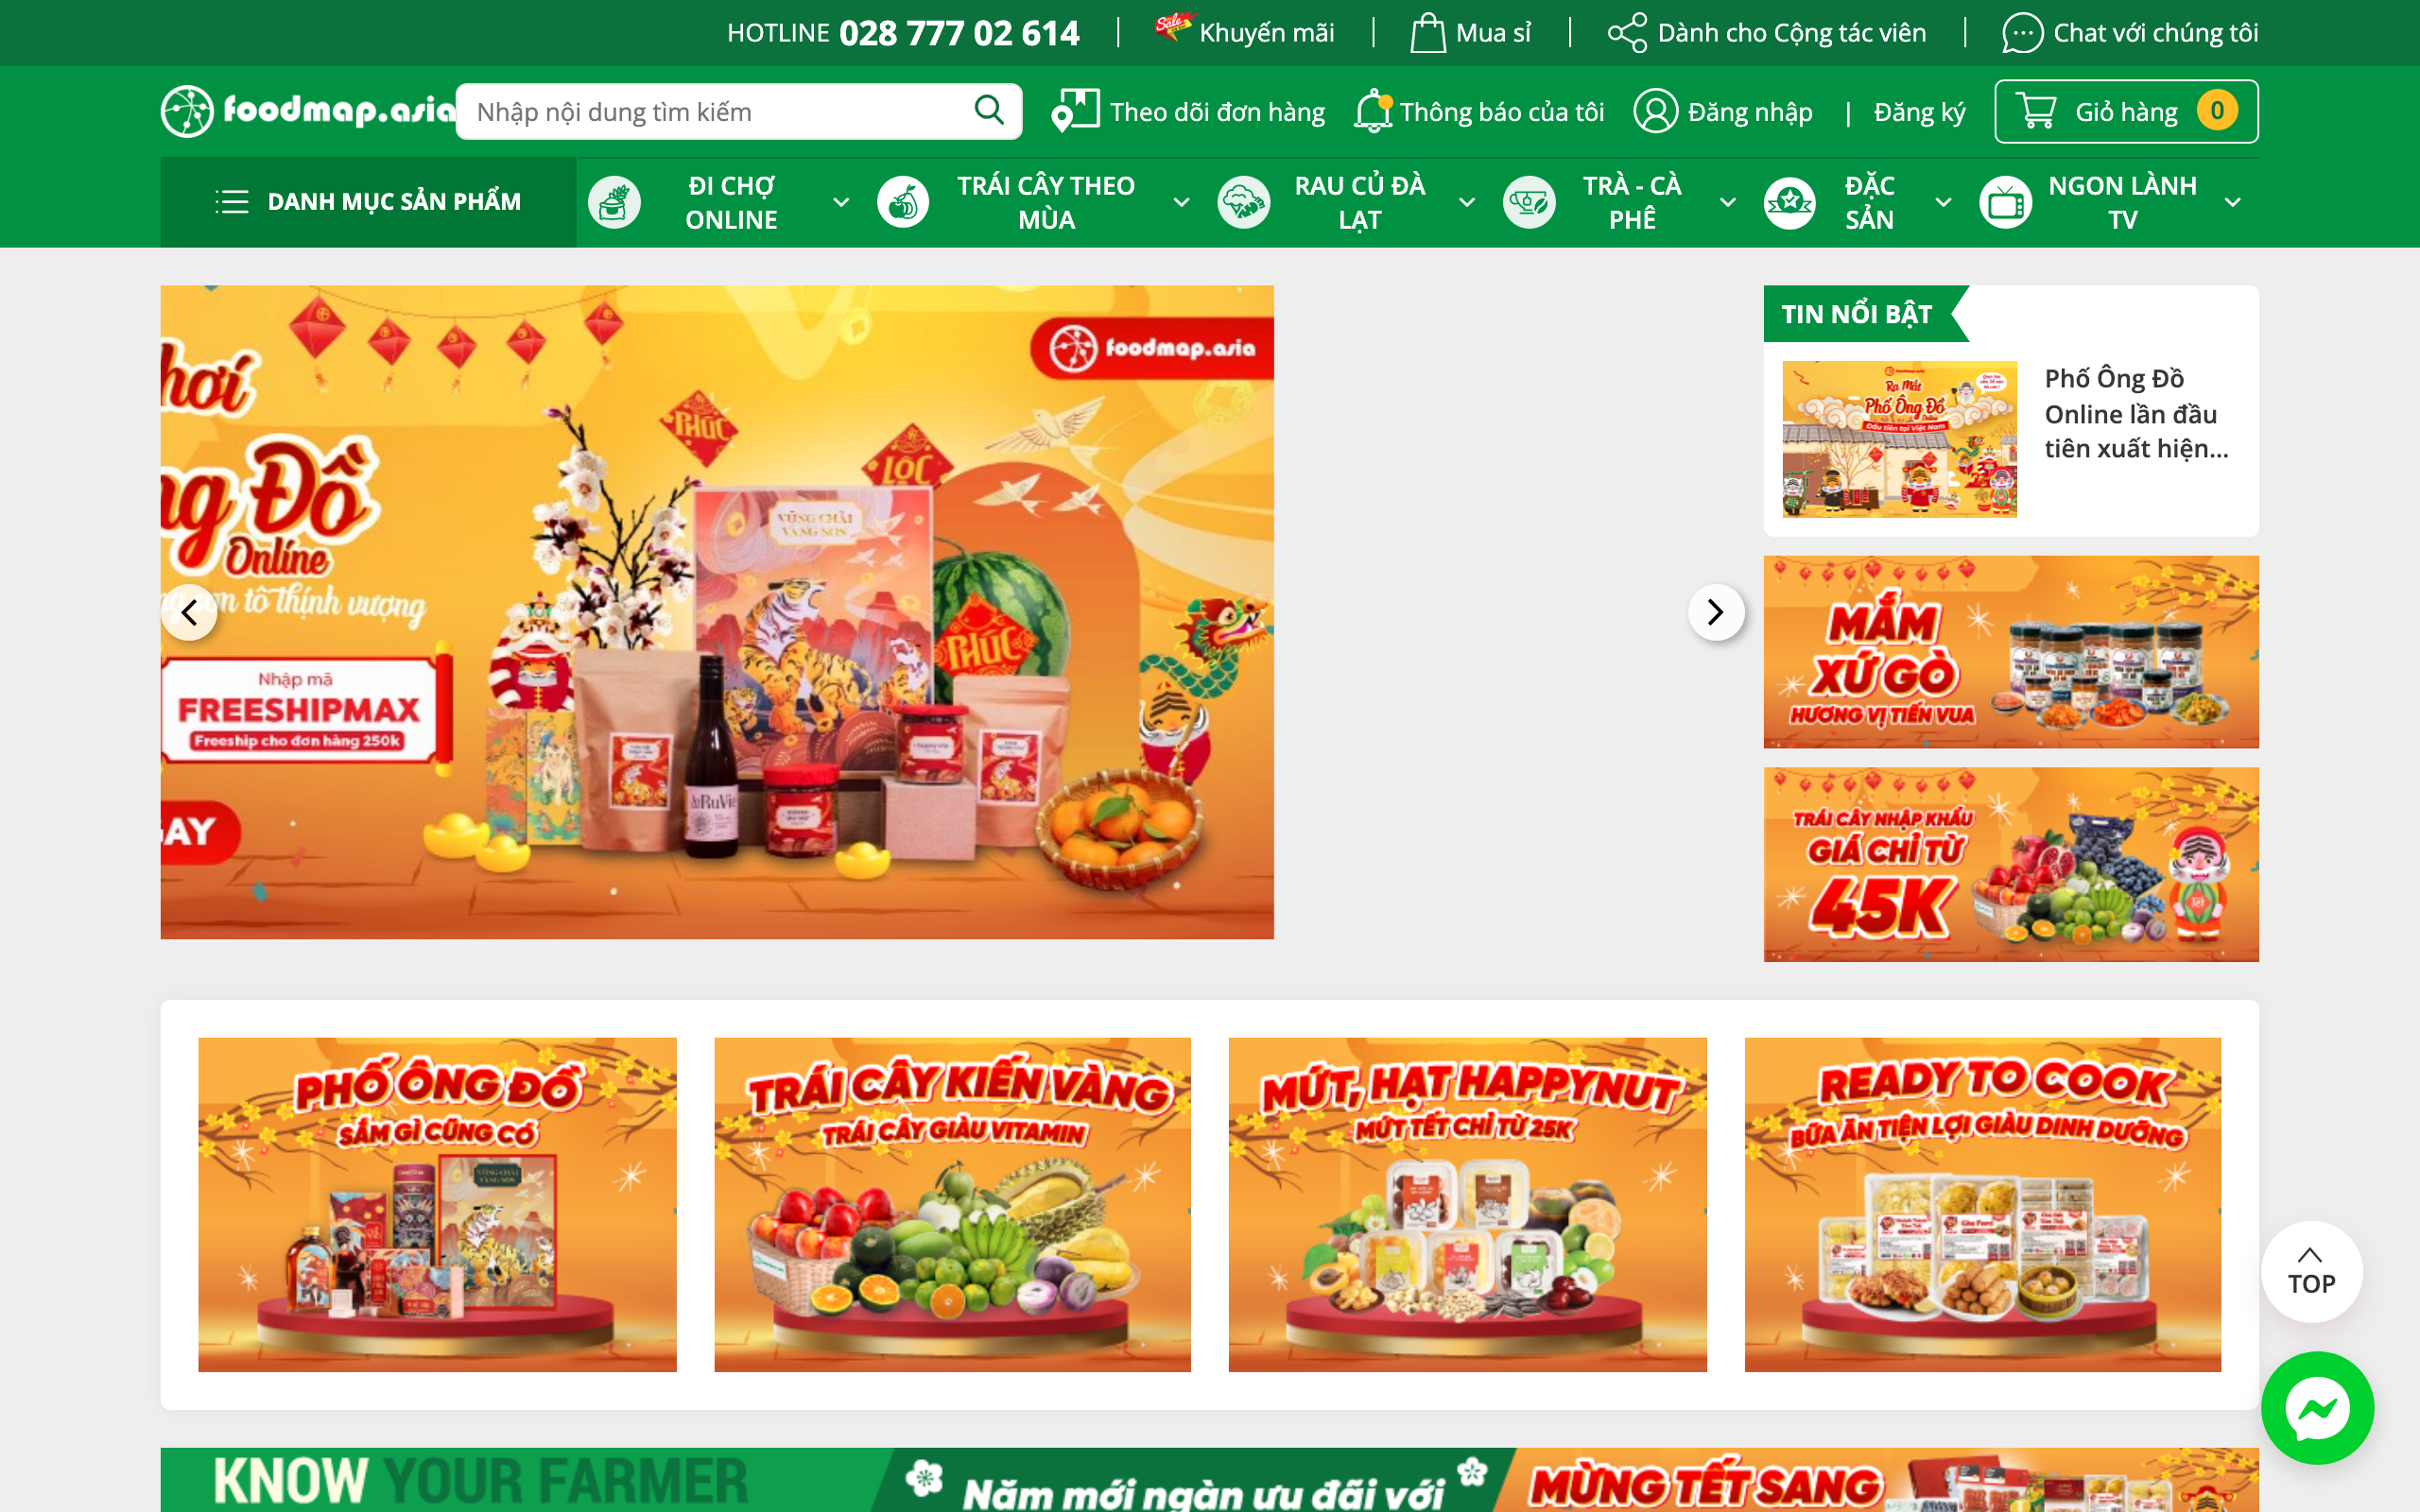 HOTLINE 028 777 02 614
Sale
Khuyến mãi
Mua sỉ
Dành cho Cộng tác viên
Chat với chúng tôi
foodmap.asia
Nhập nội dung tìm kiếm
Theo dõi đơn hàng
Thông báo của tôi
Đăng nhập | Đăng ký
Giỏ hàng 0
DANH MỤC SẢN PHẨM
ĐI CHỢ
ONLINE
TRÁI CÂY THEO
MÙA
RAU CỦ ĐÀ
LẠT
TRÀ - CÀ
PHÊ
ĐẶC
SẢN
NGON LÀNH
TV
foodmap.asia
hơi
ng Đồ
Online
n tô thịnh vượng
Nhập mã
FREESHIPMAX
Freeship cho đơn hàng 250k
GAY
PHÚC
LỘC
VỮNG CHÃI
VÀNG SON
PHÚC
TIN NỔI BẬT
foodmap.asia
Ra Mắt
Phố Ông Đồ
Đầu tiên tại Việt Nam
Phố Ông Đồ
Online lần đầu
tiên xuất hiện...
MẮM
XỨ GÒ
HƯƠNG VỊ TIẾN VUA
TRÁI CÂY NHẬP KHẨU
GIÁ CHỈ TỪ
45K
PHỐ ÔNG ĐỒ
SẮM GÌ CŨNG CÓ
TRÁI CÂY KIẾN VÀNG
TRÁI CÂY GIÀU VITAMIN
MỨT, HẠT HAPPYNUT
MỨT TẾT CHỈ TỪ 25K
READY TO COOK
BỮA ĂN TIỆN LỢI GIÀU DINH DƯỠNG
TOP
KNOW YOUR FARMER
Năm mới ngàn ưu đãi với
MỪNG TẾT SANG